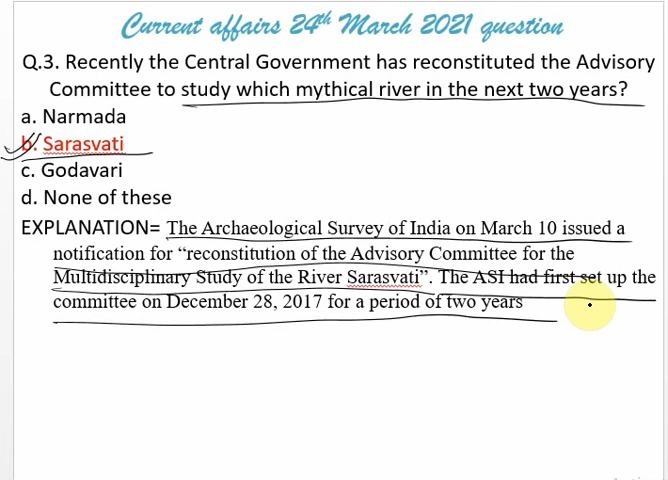 Current affairs 24th March 2021 question
Q.3. Recently the Central Government has reconstituted the Advisory
Committee to study which mythical river in the next two years?
a. Narmada
b. Sarasvati
c. Godavari
d. None of these
EXPLANATION= The Archaeological Survey of India on March 10 issued a
notification for “reconstitution of the Advisory Committee for the
Multidisciplinary Study of the River Sarasvati”. The ASI had first set up the
committee on December 28, 2017 for a period of two years